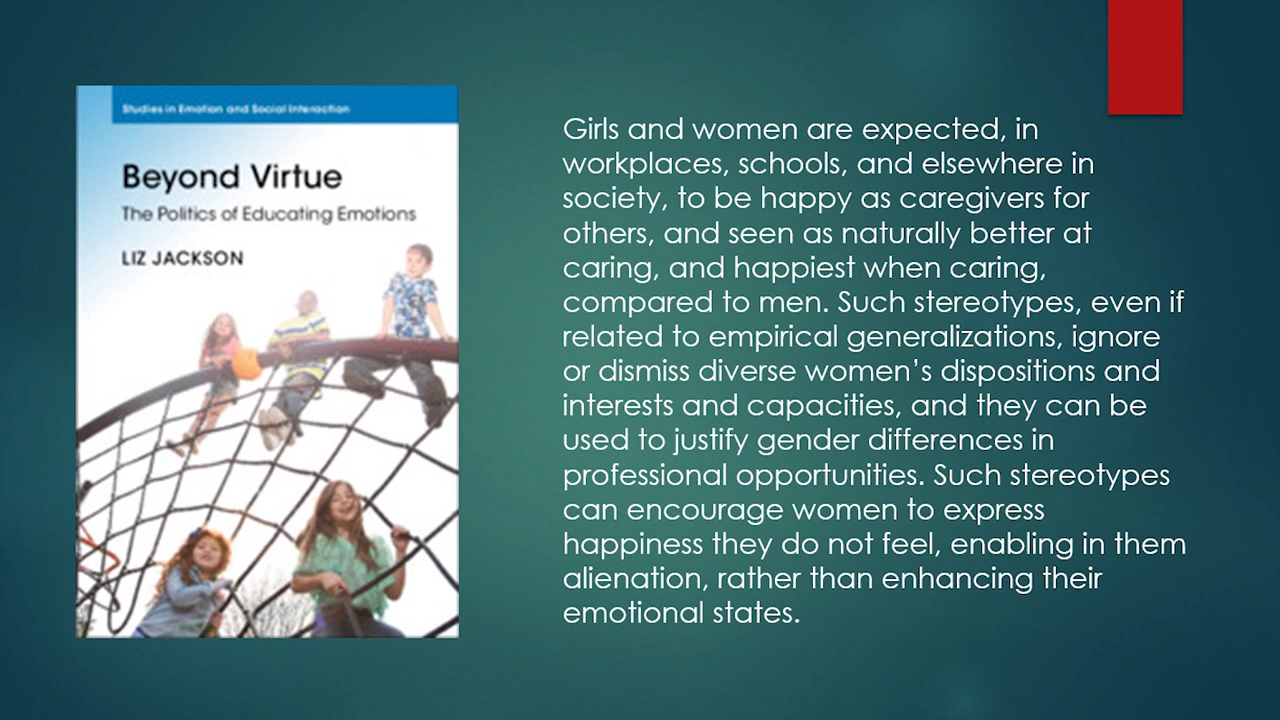 Studies in Emotion and Social Interaction
Beyond Virtue
The Politics of Educating Emotions
LIZ JACKSON
Girls and women are expected, in
workplaces, schools, and elsewhere in
society, to be happy as caregivers for
others, and seen as naturally better at
caring, and happiest when caring,
compared to men. Such stereotypes, even if
related to empirical generalizations, ignore
or dismiss diverse women’s dispositions and
interests and capacities, and they can be
used to justify gender differences in
professional opportunities. Such stereotypes
can encourage women to express
happiness they do not feel, enabling in them
alienation, rather than enhancing their
emotional states.